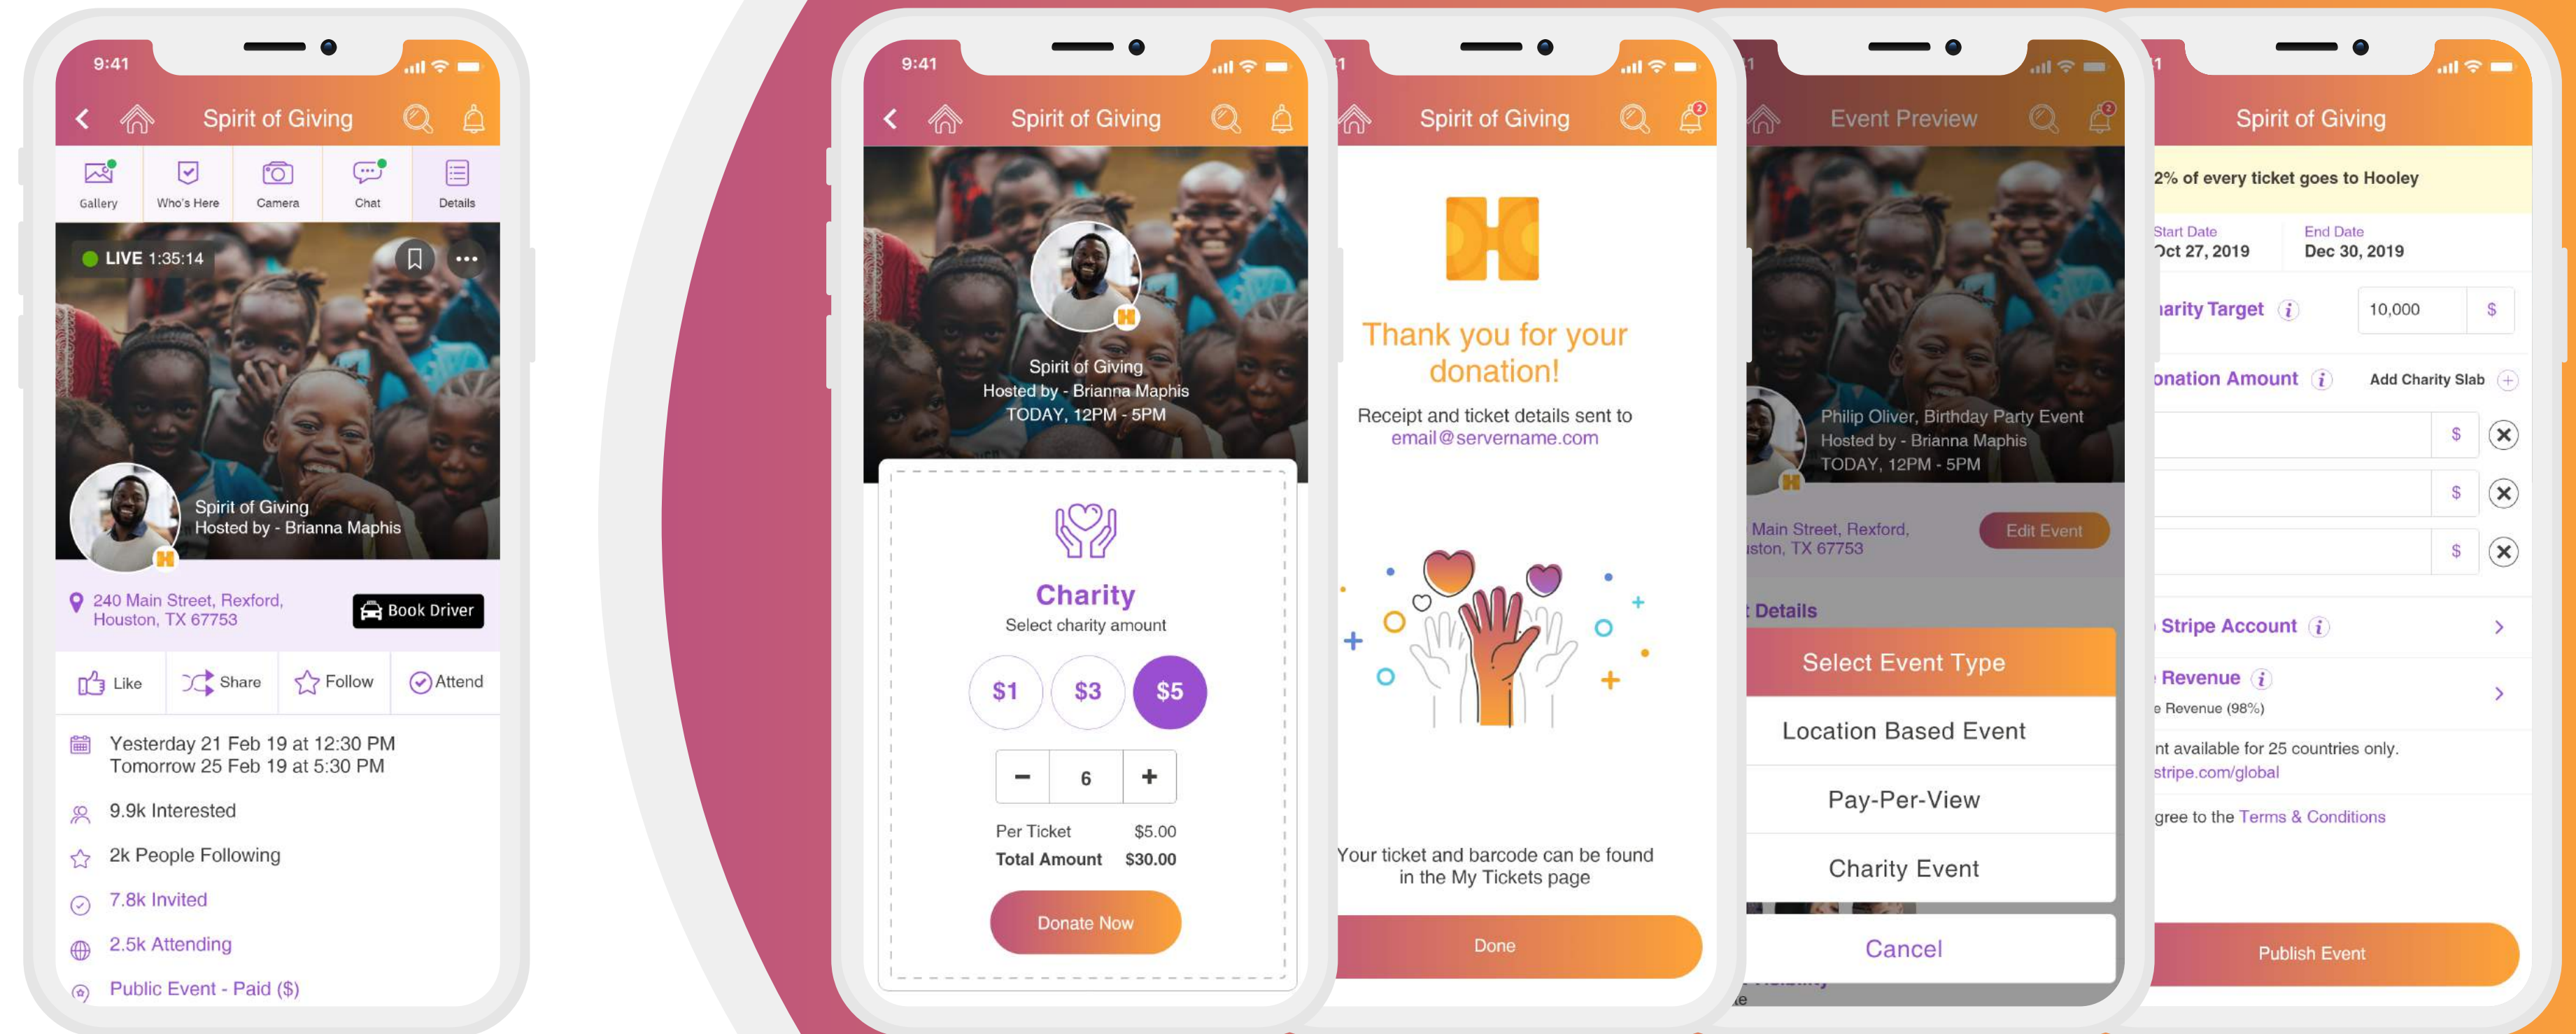 9:41
Spirit of Giving
Gallery
Who's Here
Camera
Chat
Details
LIVE 1:35:14
Spirit of Giving
Hosted by - Brianna Maphis
240 Main Street, Rexford,
Houston, TX 67753
Book Driver
Like
Share
Follow
Attend
Yesterday 21 Feb 19 at 12:30 PM
Tomorrow 25 Feb 19 at 5:30 PM
9.9k Interested
2k People Following
7.8k Invited
2.5k Attending
Public Event - Paid ($)
9:41
Spirit of Giving
Spirit of Giving
Hosted by - Brianna Maphis
TODAY, 12PM - 5PM
Charity
Select charity amount
$1
$3
$5
- 6 +
Per Ticket $5.00
Total Amount $30.00
Donate Now
1
Spirit of Giving
2
H
Thank you for your
donation!
Receipt and ticket details sent to
email@servername.com
Your ticket and barcode can be found
in the My Tickets page
Done
1
Event Preview
2
Philip Oliver, Birthday Party Event
Hosted by - Brianna Maphis
TODAY, 12PM - 5PM
Main Street, Rexford,
ston, TX 67753
Edit Event
Details
Select Event Type
Location Based Event
Pay-Per-View
Charity Event
Cancel
1
Spirit of Giving
2% of every ticket goes to Hooley
Start Date
End Date
Oct 27, 2019
Dec 30, 2019
arity Target i
10,000 $
onation Amount i
Add Charity Slab +
$
$
$
Stripe Account i
Revenue i
e Revenue (98%)
nt available for 25 countries only.
stripe.com/global
gree to the Terms & Conditions
Publish Event